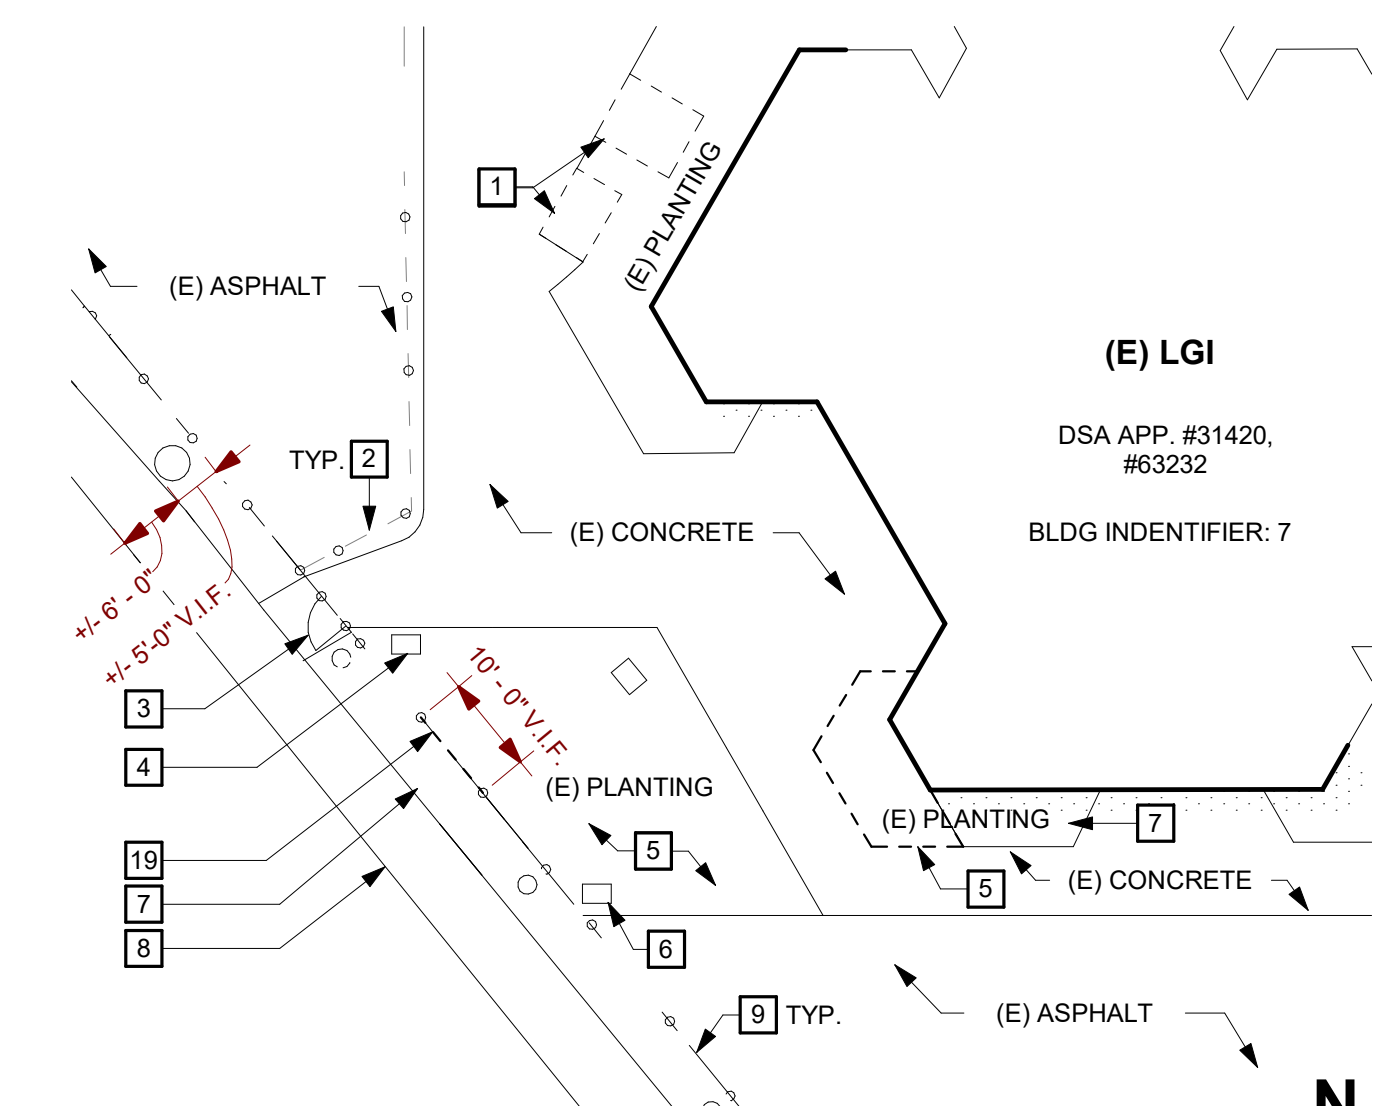 1
(E) PLANTING
(E) ASPHALT
(E) LGI
DSA APP. #31420,
#63232
BLDG INDENTIFIER: 7
TYP. 2
(E) CONCRETE
+/- 6' - 0"
+/- 5'-0" V.I.F.
10' - 0" V.I.F.
3
4
(E) PLANTING
(E) PLANTING
7
5
19
5
(E) CONCRETE
7
8
6
9 TYP.
(E) ASPHALT
N